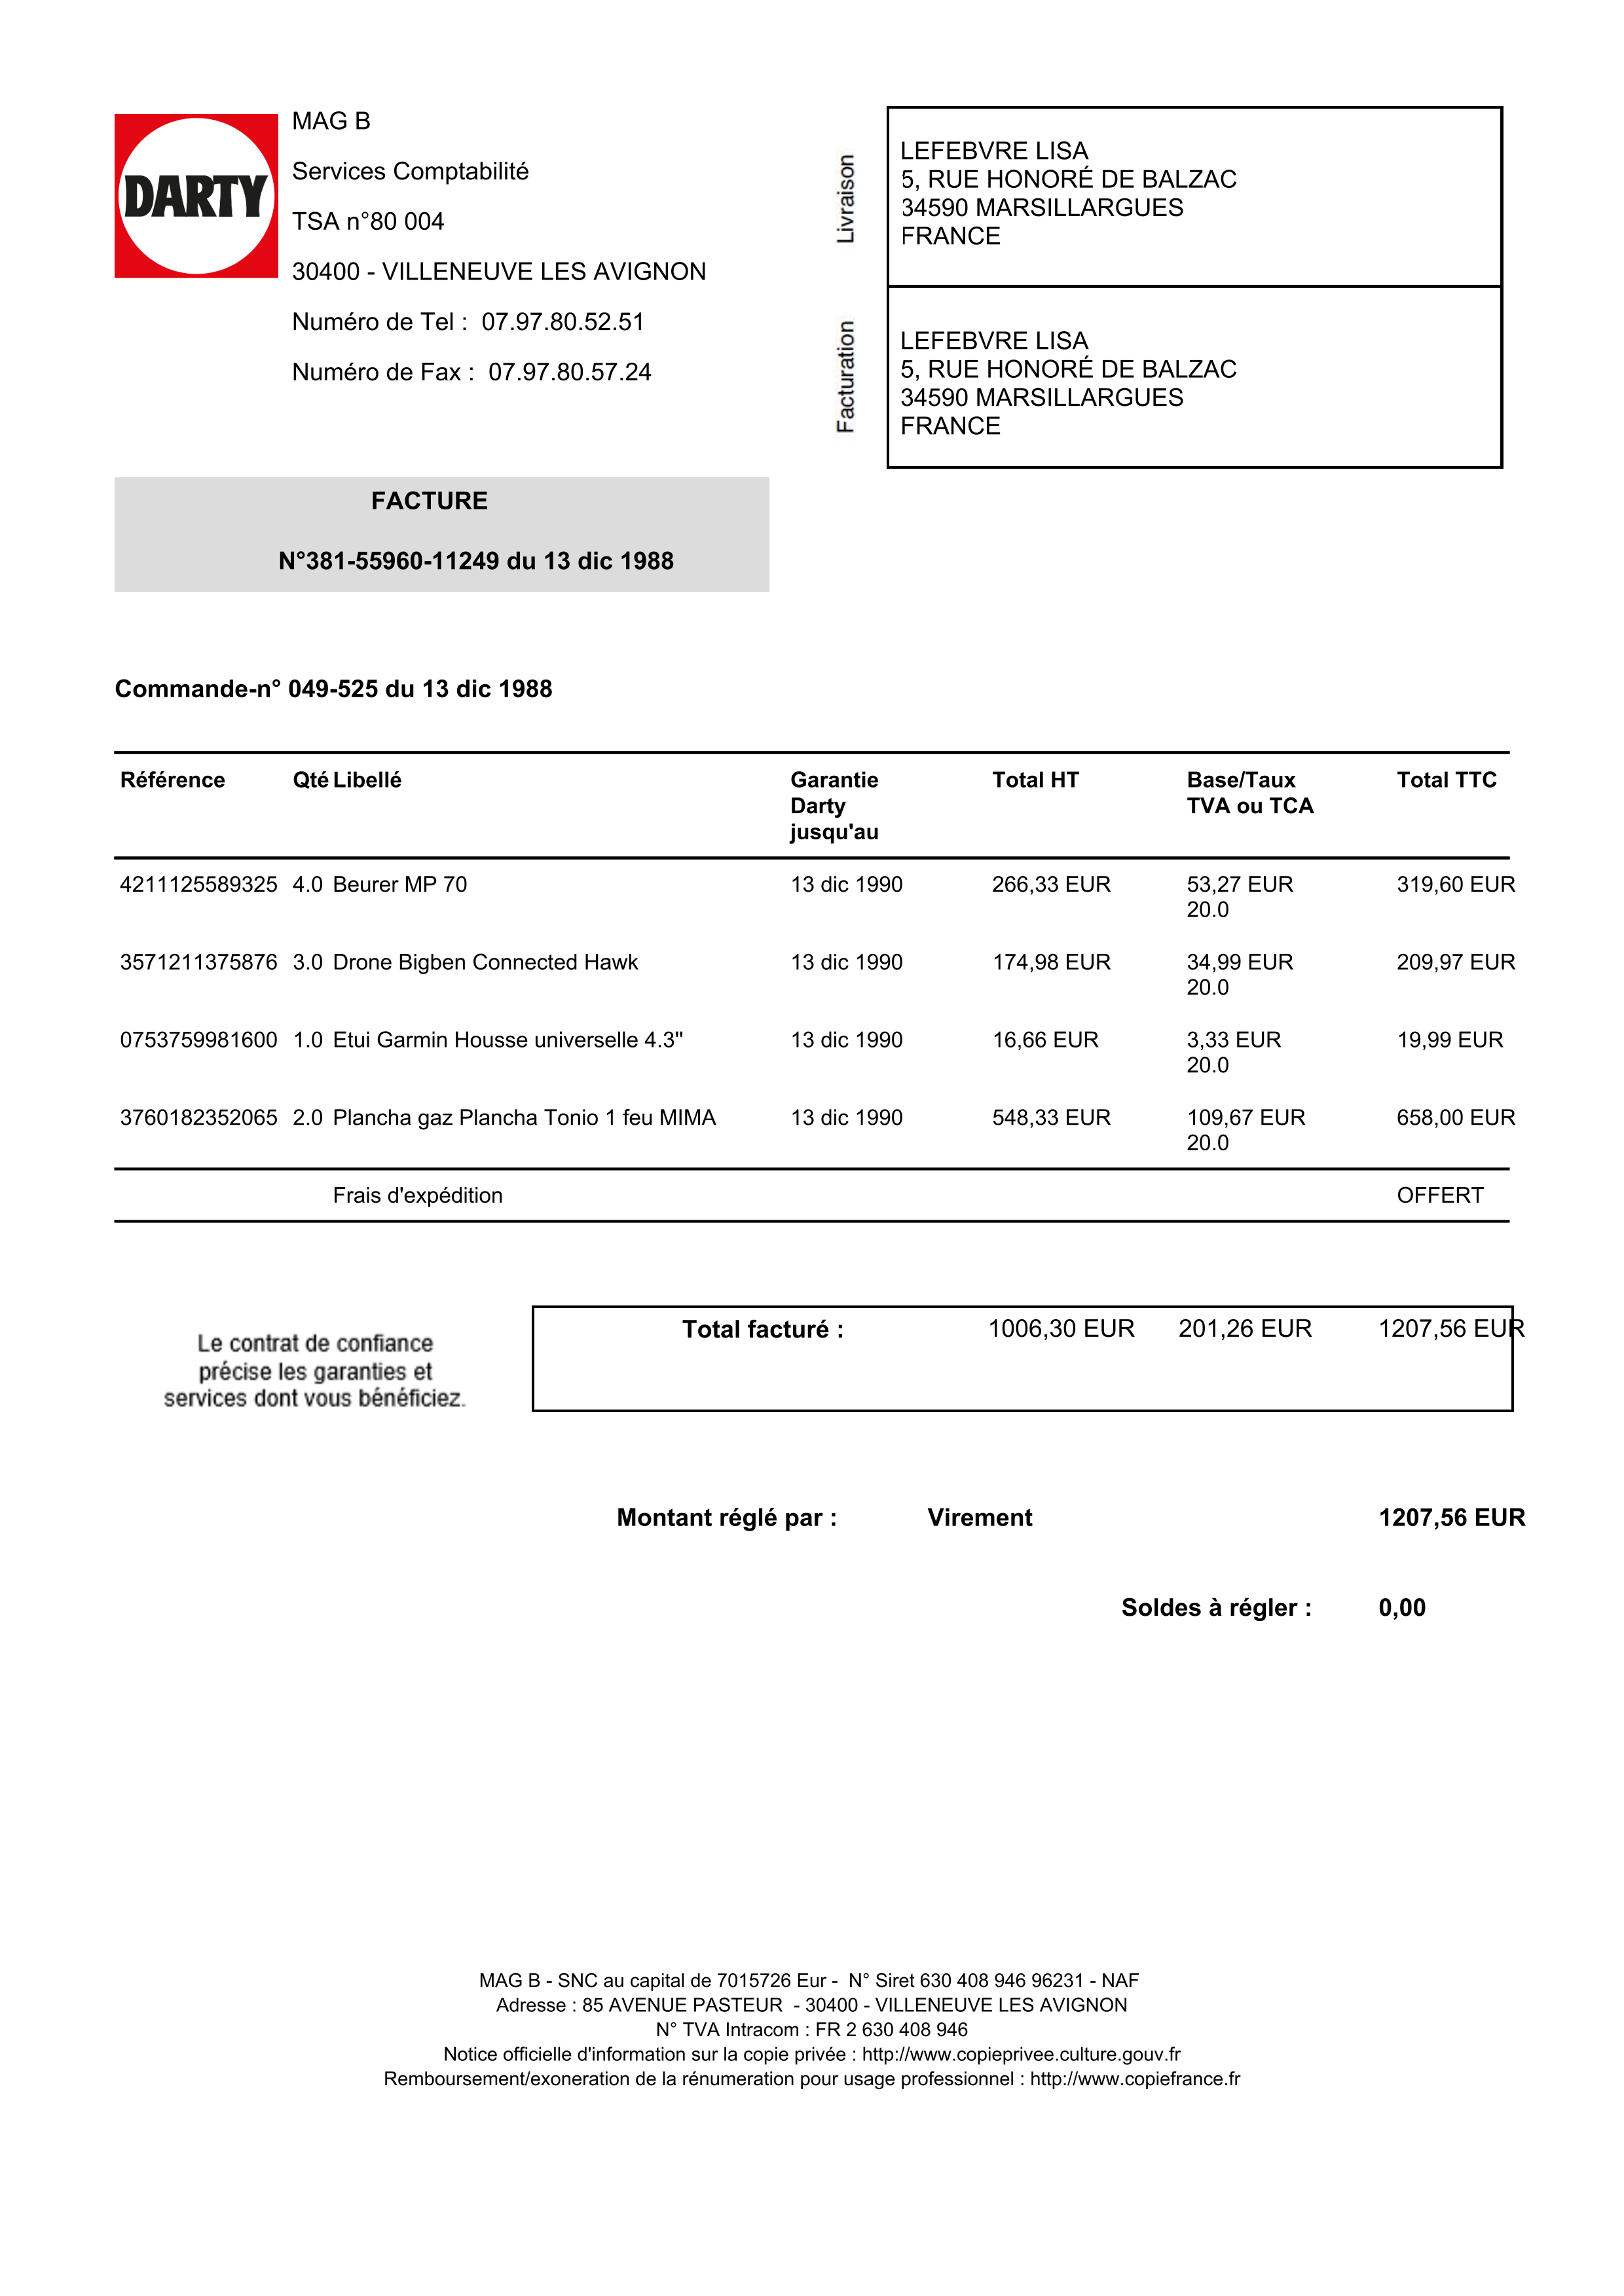 DARTY
MAG B
Services Comptabilité
TSA n°80 004
30400 - VILLENEUVE LES AVIGNON
Numéro de Tel : 07.97.80.52.51
Numéro de Fax : 07.97.80.57.24
Livraison
LEFEBVRE LISA
5, RUE HONORÉ DE BALZAC
34590 MARSILLARGUES
FRANCE
Facturation
LEFEBVRE LISA
5, RUE HONORÉ DE BALZAC
34590 MARSILLARGUES
FRANCE
FACTURE
N°381-55960-11249 du 13 dic 1988
Commande-n° 049-525 du 13 dic 1988
Référence Qté Libellé Garantie Total HT Base/Taux Total TTC
Darty TVA ou TCA
jusqu'au
4211125589325 4.0 Beurer MP 70 13 dic 1990 266,33 EUR 53,27 EUR 319,60 EUR
20.0
3571211375876 3.0 Drone Bigben Connected Hawk 13 dic 1990 174,98 EUR 34,99 EUR 209,97 EUR
20.0
0753759981600 1.0 Etui Garmin Housse universelle 4.3" 13 dic 1990 16,66 EUR 3,33 EUR 19,99 EUR
20.0
3760182352065 2.0 Plancha gaz Plancha Tonio 1 feu MIMA 13 dic 1990 548,33 EUR 109,67 EUR 658,00 EUR
20.0
Frais d'expédition OFFERT
Total facturé : 1006,30 EUR 201,26 EUR 1207,56 EUR
Le contrat de confiance
précise les garanties et
services dont vous bénéficiez.
Montant réglé par : Virement 1207,56 EUR
Soldes à régler : 0,00
MAG B - SNC au capital de 7015726 Eur - N° Siret 630 408 946 96231 - NAF
Adresse : 85 AVENUE PASTEUR - 30400 - VILLENEUVE LES AVIGNON
N° TVA Intracom : FR 2 630 408 946
Notice officielle d'information sur la copie privée : http://www.copieprivee.culture.gouv.fr
Remboursement/exoneration de la rénumeration pour usage professionnel : http://www.copiefrance.fr